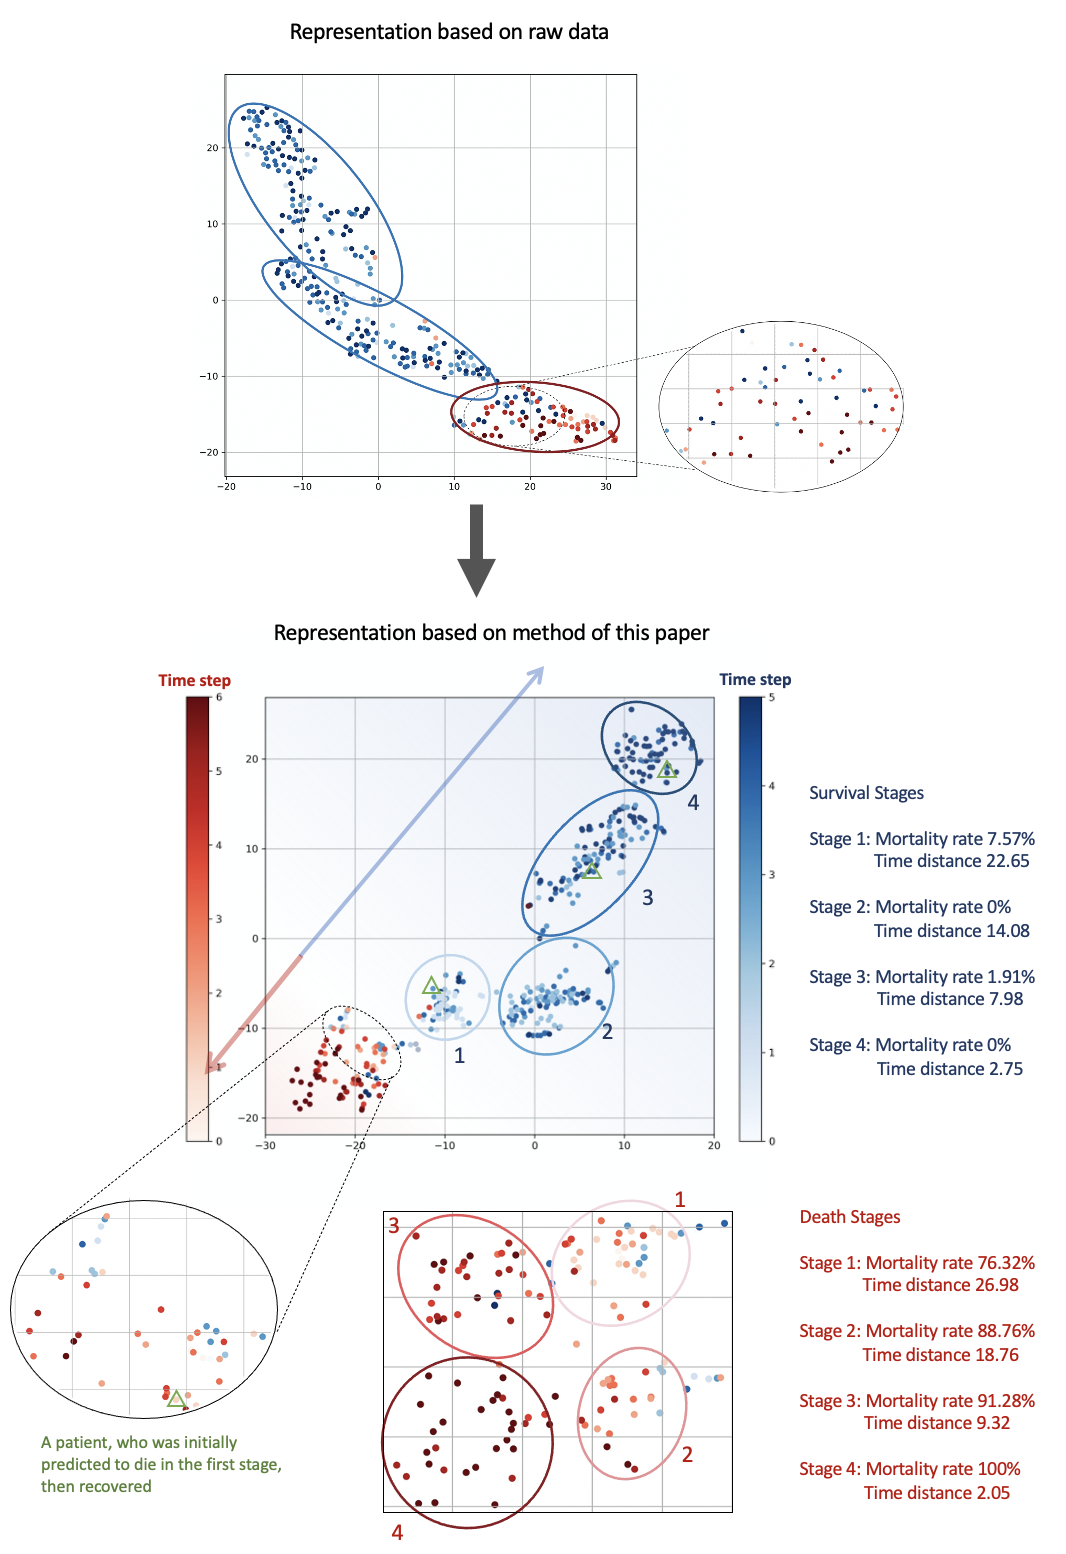 Representation based on raw data
20
10
0
−10
−20
−20
−10
0
10
20
30
Representation based on method of this paper
Time step
Time step
6
5
4
3
2
1
0
20
10
0
−10
−20
−30
−20
−10
0
10
20
5
4
3
2
1
0
4
3
2
1
Survival Stages
Stage 1: Mortality rate 7.57%
Time distance 22.65
Stage 2: Mortality rate 0%
Time distance 14.08
Stage 3: Mortality rate 1.91%
Time distance 7.98
Stage 4: Mortality rate 0%
Time distance 2.75
A patient, who was initially
predicted to die in the first stage,
then recovered
3
1
2
4
Death Stages
Stage 1: Mortality rate 76.32%
Time distance 26.98
Stage 2: Mortality rate 88.76%
Time distance 18.76
Stage 3: Mortality rate 91.28%
Time distance 9.32
Stage 4: Mortality rate 100%
Time distance 2.05